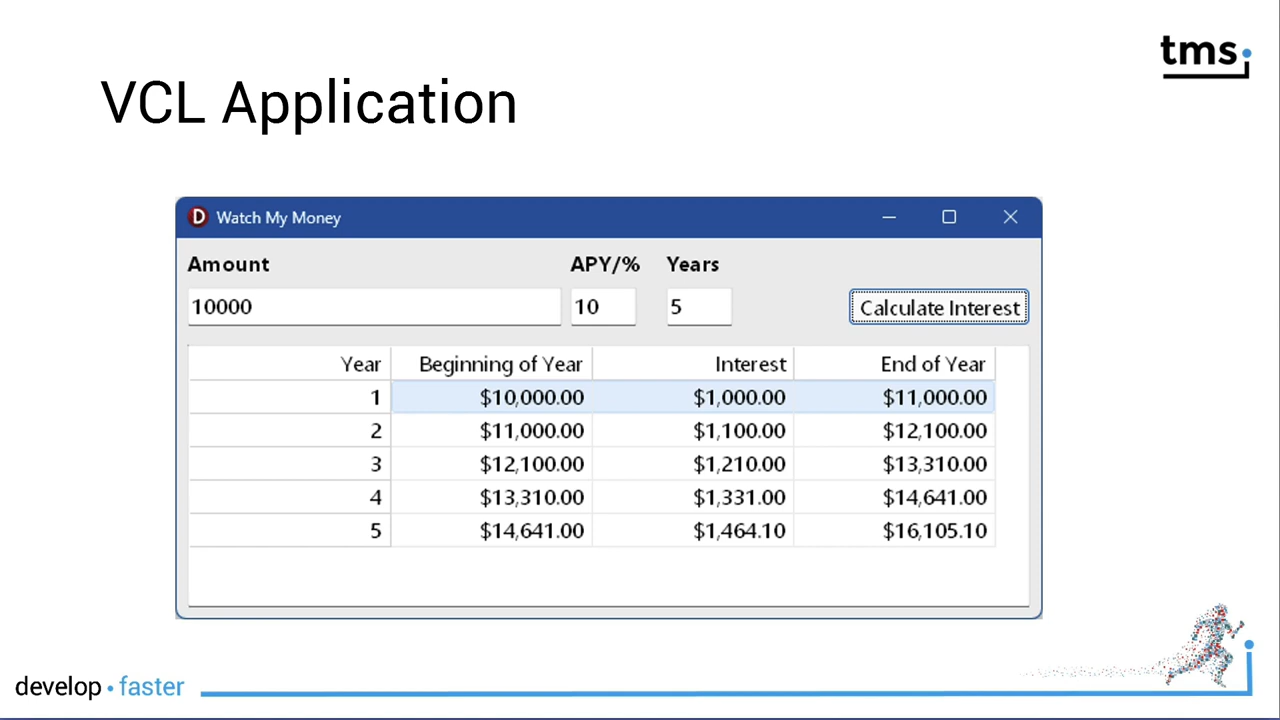 tms
VCL Application
D Watch My Money
Amount APY/% Years
10000 10 5 Calculate Interest
Year Beginning of Year Interest End of Year
1 $10,000.00 $1,000.00 $11,000.00
2 $11,000.00 $1,100.00 $12,100.00
3 $12,100.00 $1,210.00 $13,310.00
4 $13,310.00 $1,331.00 $14,641.00
5 $14,641.00 $1,464.10 $16,105.10
develop • faster